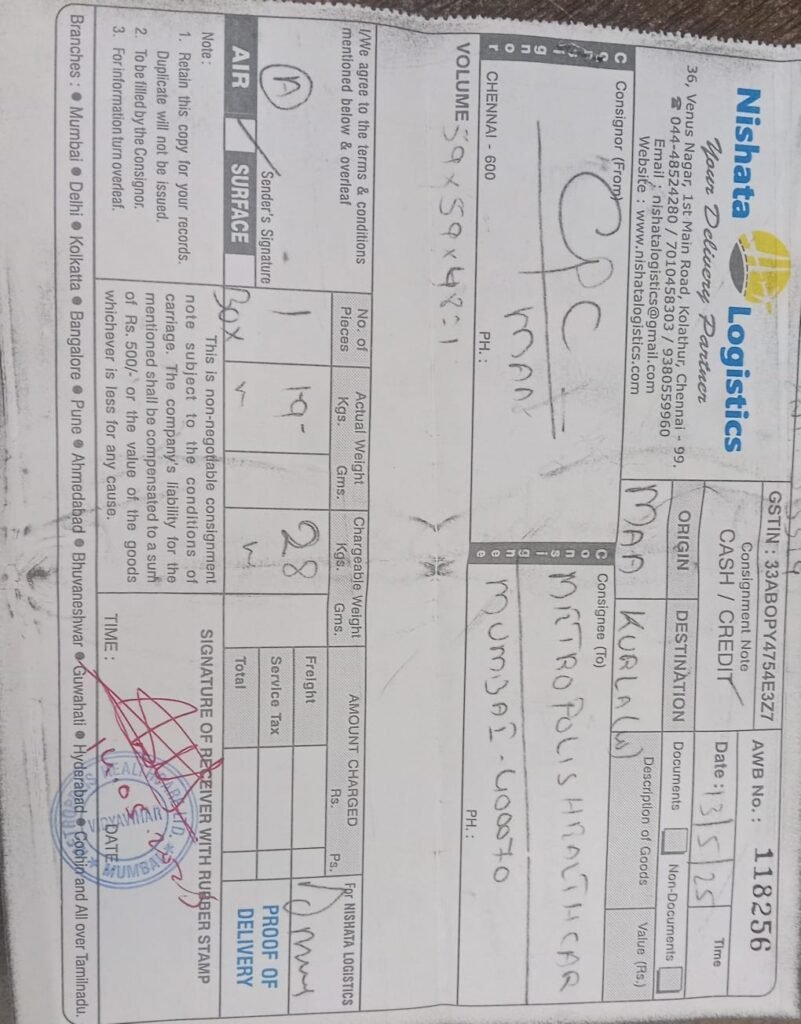 Nishata Logistics
Your Delivery Partner
36, Venus Nagar, 1st Main Road, Kolathur, Chennai - 99.
☎ 044-48524280 / 7010458303 / 9380559960
Email : nishatalogistics@gmail.com
Website : www.nishatalogistics.com
GSTIN : 33ABOPY4754E3Z7
Consignment Note
CASH / CREDIT
AWB No. : 118256
Date : 13/5/25
Time
ORIGIN
MAA
DESTINATION
KURLA (W)
Documents
Non-Documents
Description of Goods
Value (Rs.)
Consignor
Consignor (From)
CPC
MAA
CHENNAI - 600
PH. :
Consignee
Consignee (To)
METROPOLIS HEALTHCAR
MUMBAI - 400070
PH. :
VOLUME 59 x 59 x 48 = 1
I/We agree to the terms & conditions
mentioned below & overleaf
Sender's Signature
AIR
SURFACE
No. of
Pieces
1
Box
Actual Weight
Kgs. Gms.
19 -
Chargeable Weight
Kgs. Gms.
28
AMOUNT CHARGED
Rs. Ps.
Freight
Service Tax
Total
For NISHATA LOGISTICS
PROOF OF
DELIVERY
Note :
1. Retain this copy for your records.
Duplicate will not be issued.
2. To be filled by the Consignor.
3. For information turn overleaf.
This is non-negotiable consignment
note subject to the conditions of
carriage. The company's liability for the
mentioned shall be compensated to a sum
of Rs. 500/- or the value of the goods
whichever is less for any cause.
SIGNATURE OF RECEIVER WITH RUBBER STAMP
TIME :
DATE
VIDYAVIHAR
MUMBAI
Branches : ● Mumbai ● Delhi ● Kolkatta ● Bangalore ● Pune ● Ahmedabad ● Bhuvaneshwar ● Guwahati ● Hyderabad ● Cochin and All over Tamilnadu.